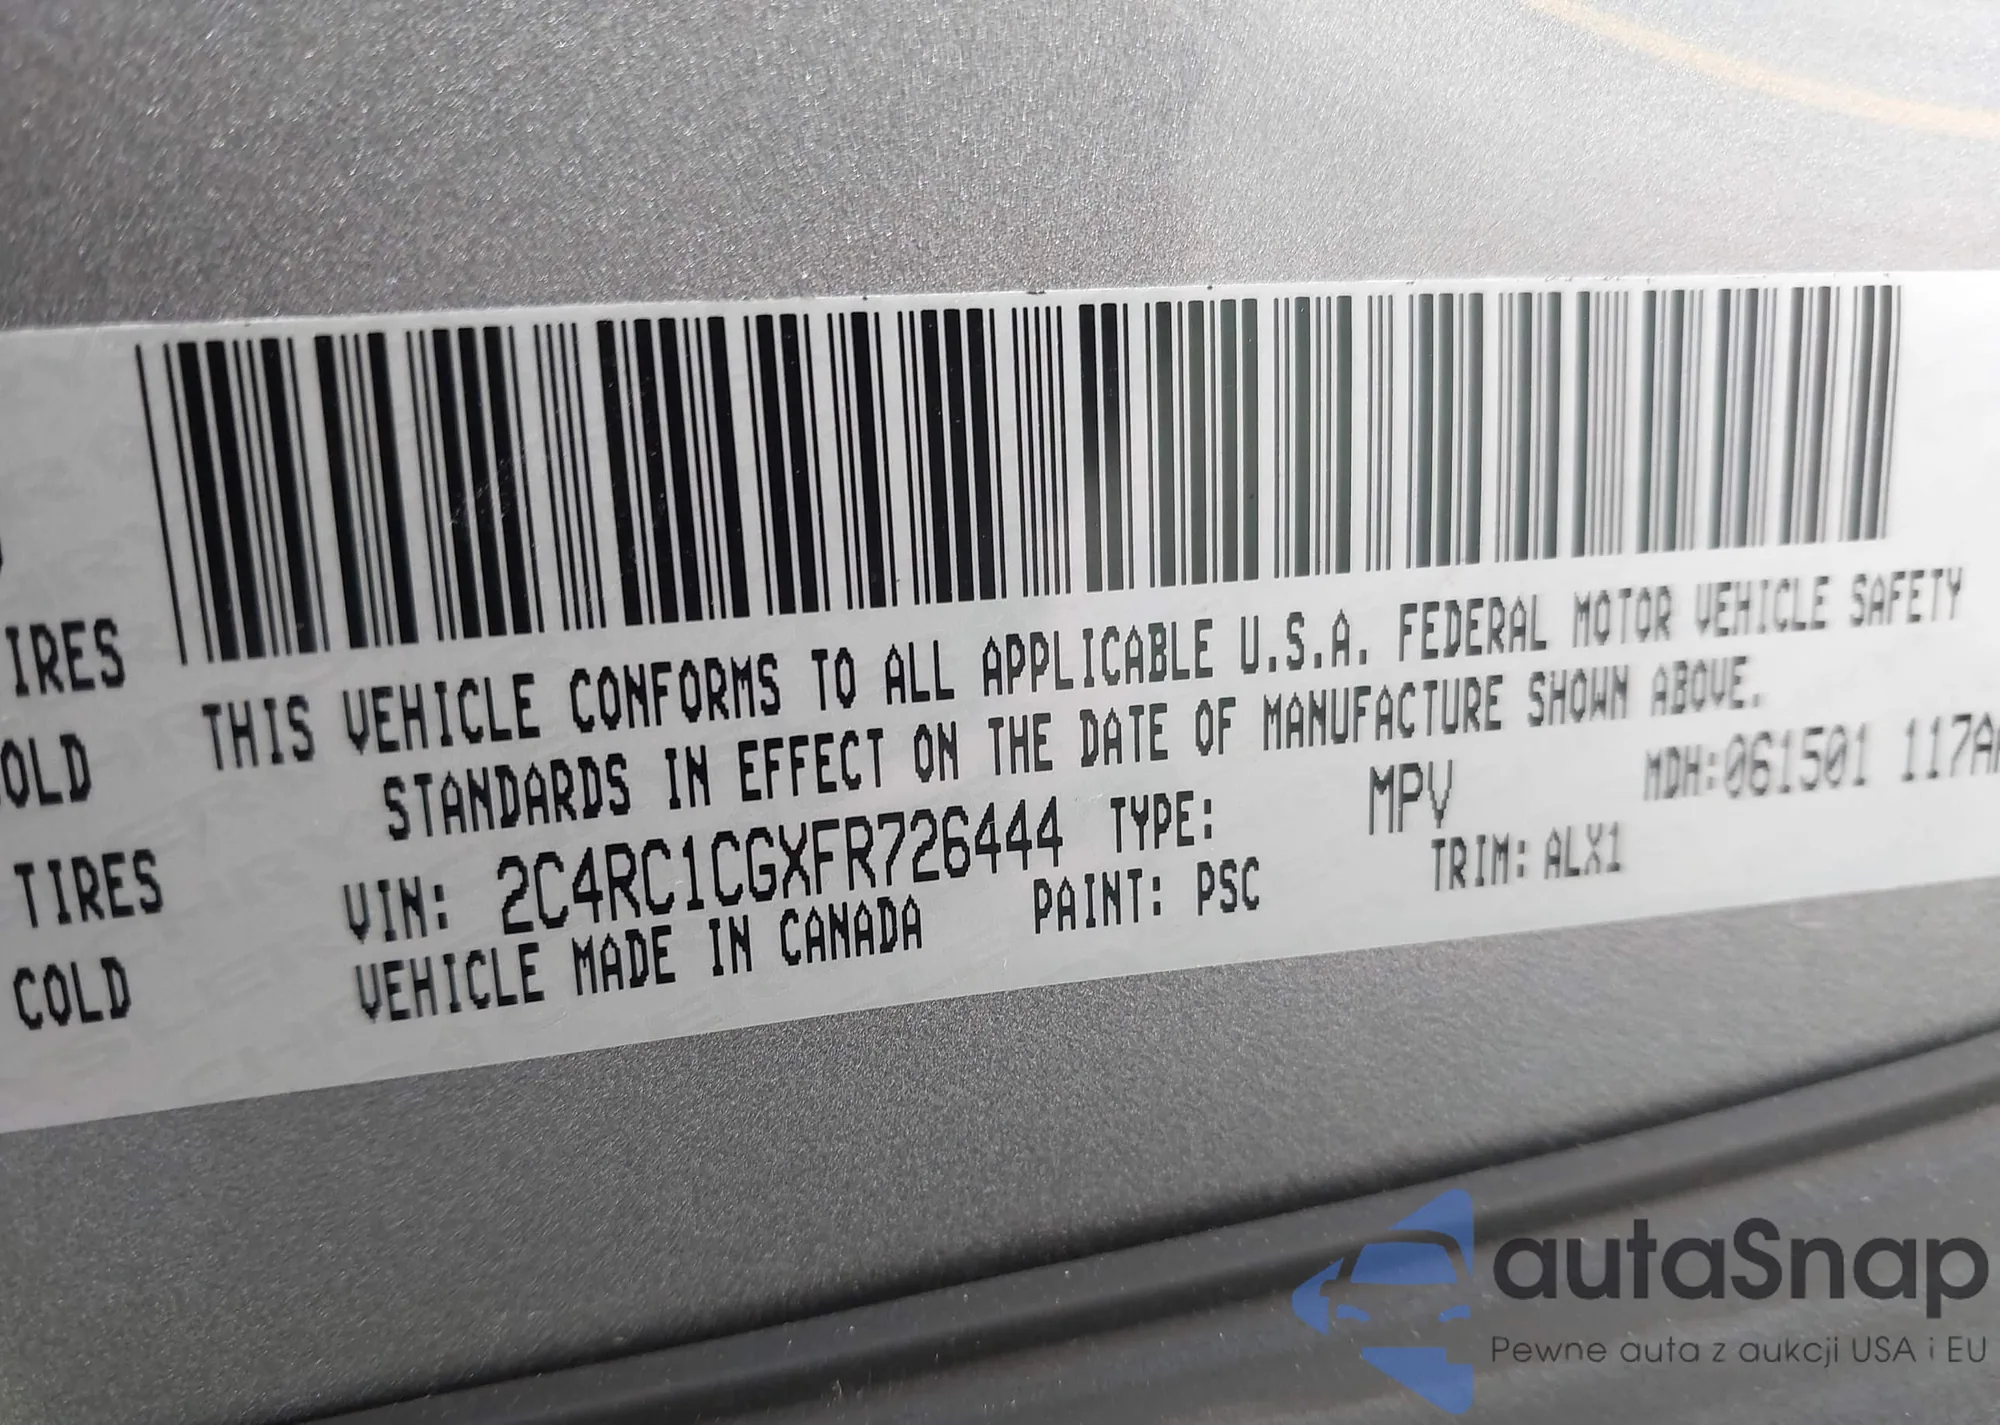 IRES
OLD
TIRES
COLD
THIS VEHICLE CONFORMS TO ALL APPLICABLE U.S.A. FEDERAL MOTOR VEHICLE SAFETY
STANDARDS IN EFFECT ON THE DATE OF MANUFACTURE SHOWN ABOVE.
VIN: 2C4RC1CGXFR726444 TYPE: MPV MDH:061501 117A
VEHICLE MADE IN CANADA PAINT: PSC TRIM: ALX1
autaSnap
Pewne auta z aukcji USA i EU